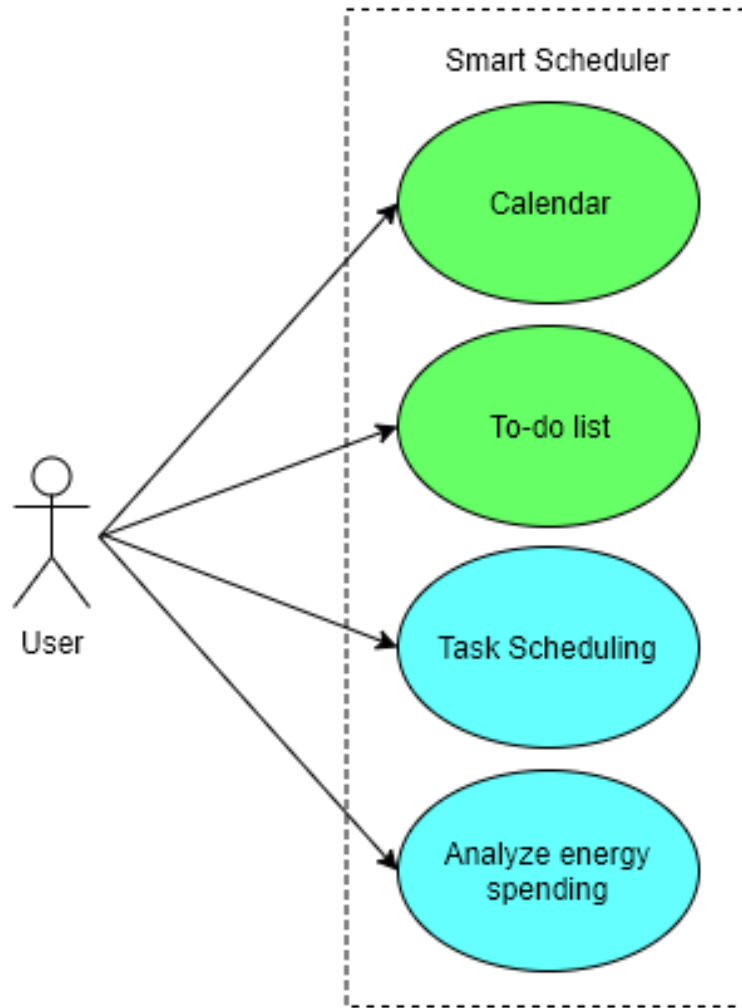 Smart Scheduler
Calendar
To-do list
User
Task Scheduling
Analyze energy
spending